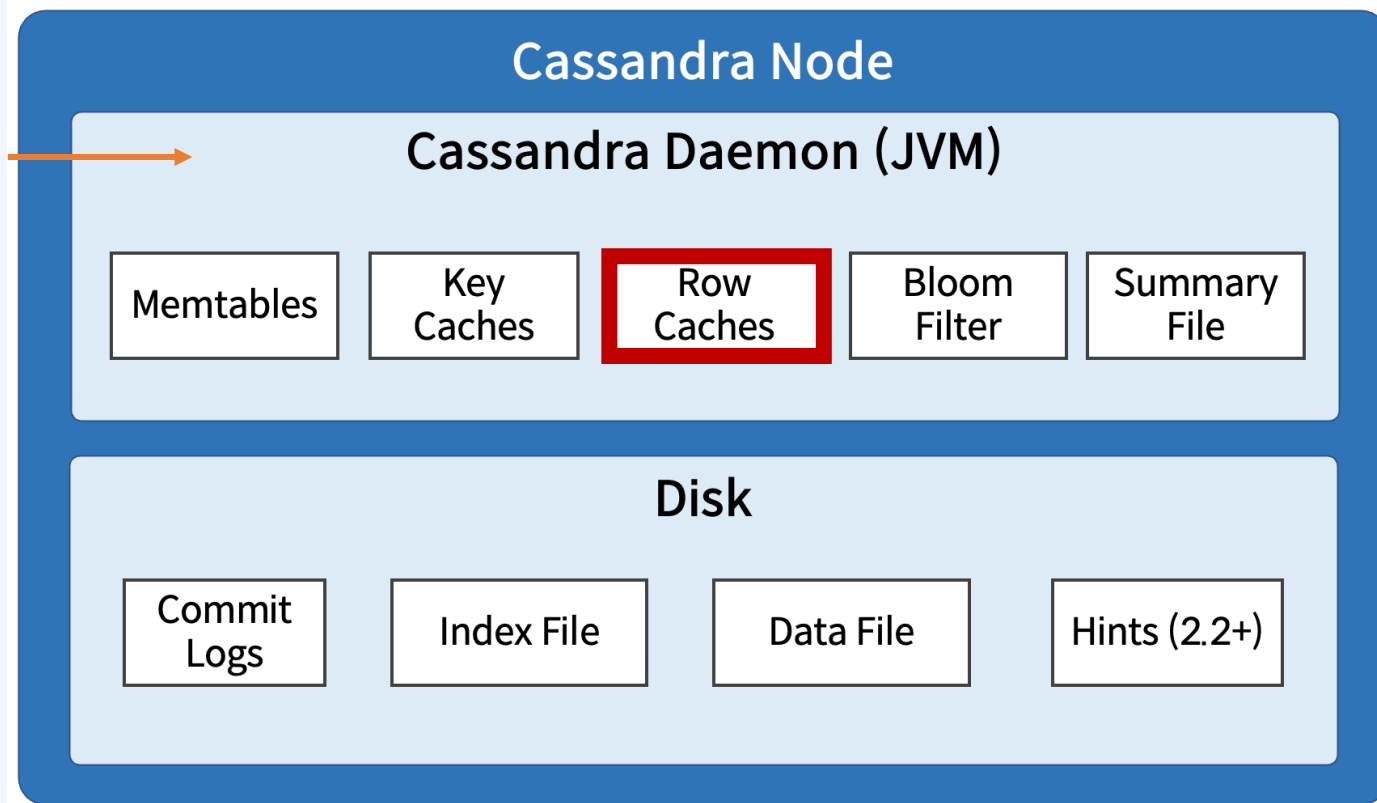 Cassandra Node
Cassandra Daemon (JVM)
Memtables
Key
Caches
Row
Caches
Bloom
Filter
Summary
File
Disk
Commit
Logs
Index File
Data File
Hints (2.2+)